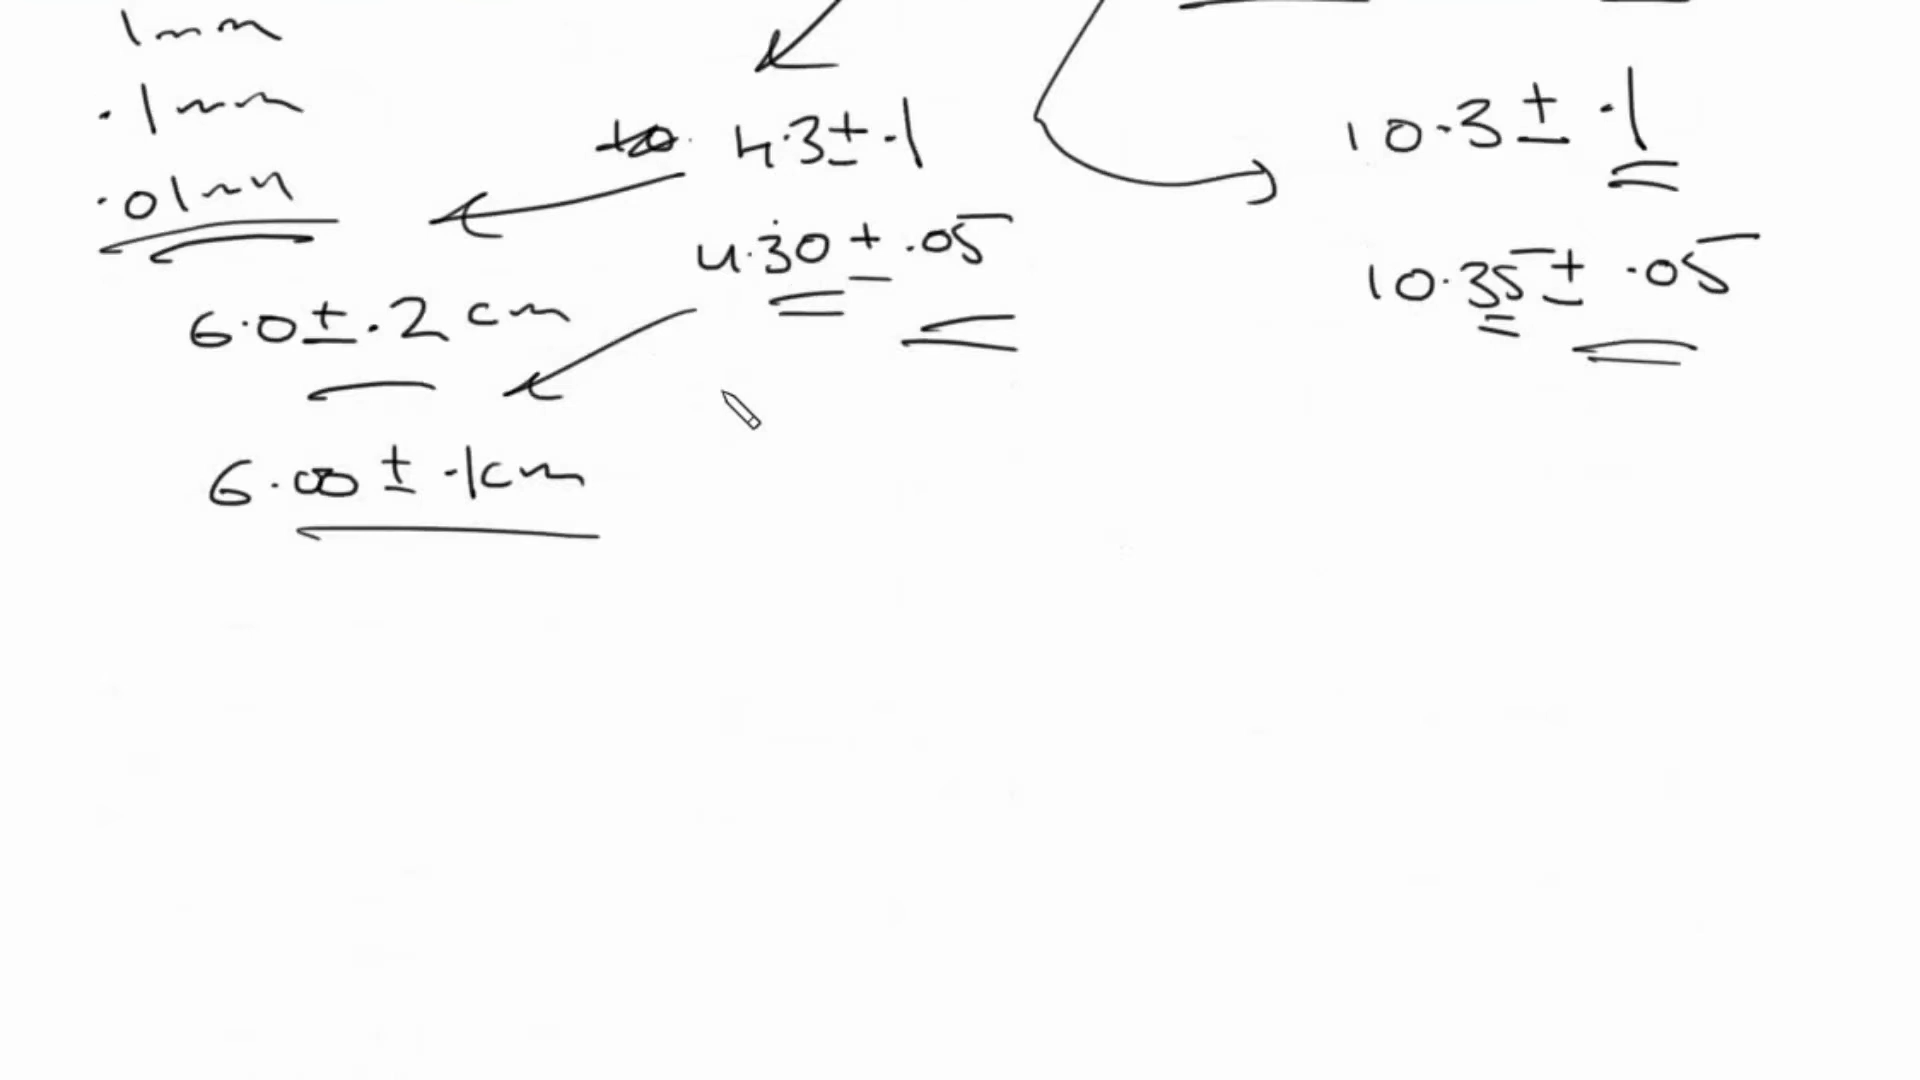 1mm
.1mm
.01mm
6.0 ± .2 cm
6.00 ± .1cm
4.3 ± .1
4.30 ± .05
10.3 ± .1
10.35 ± .05